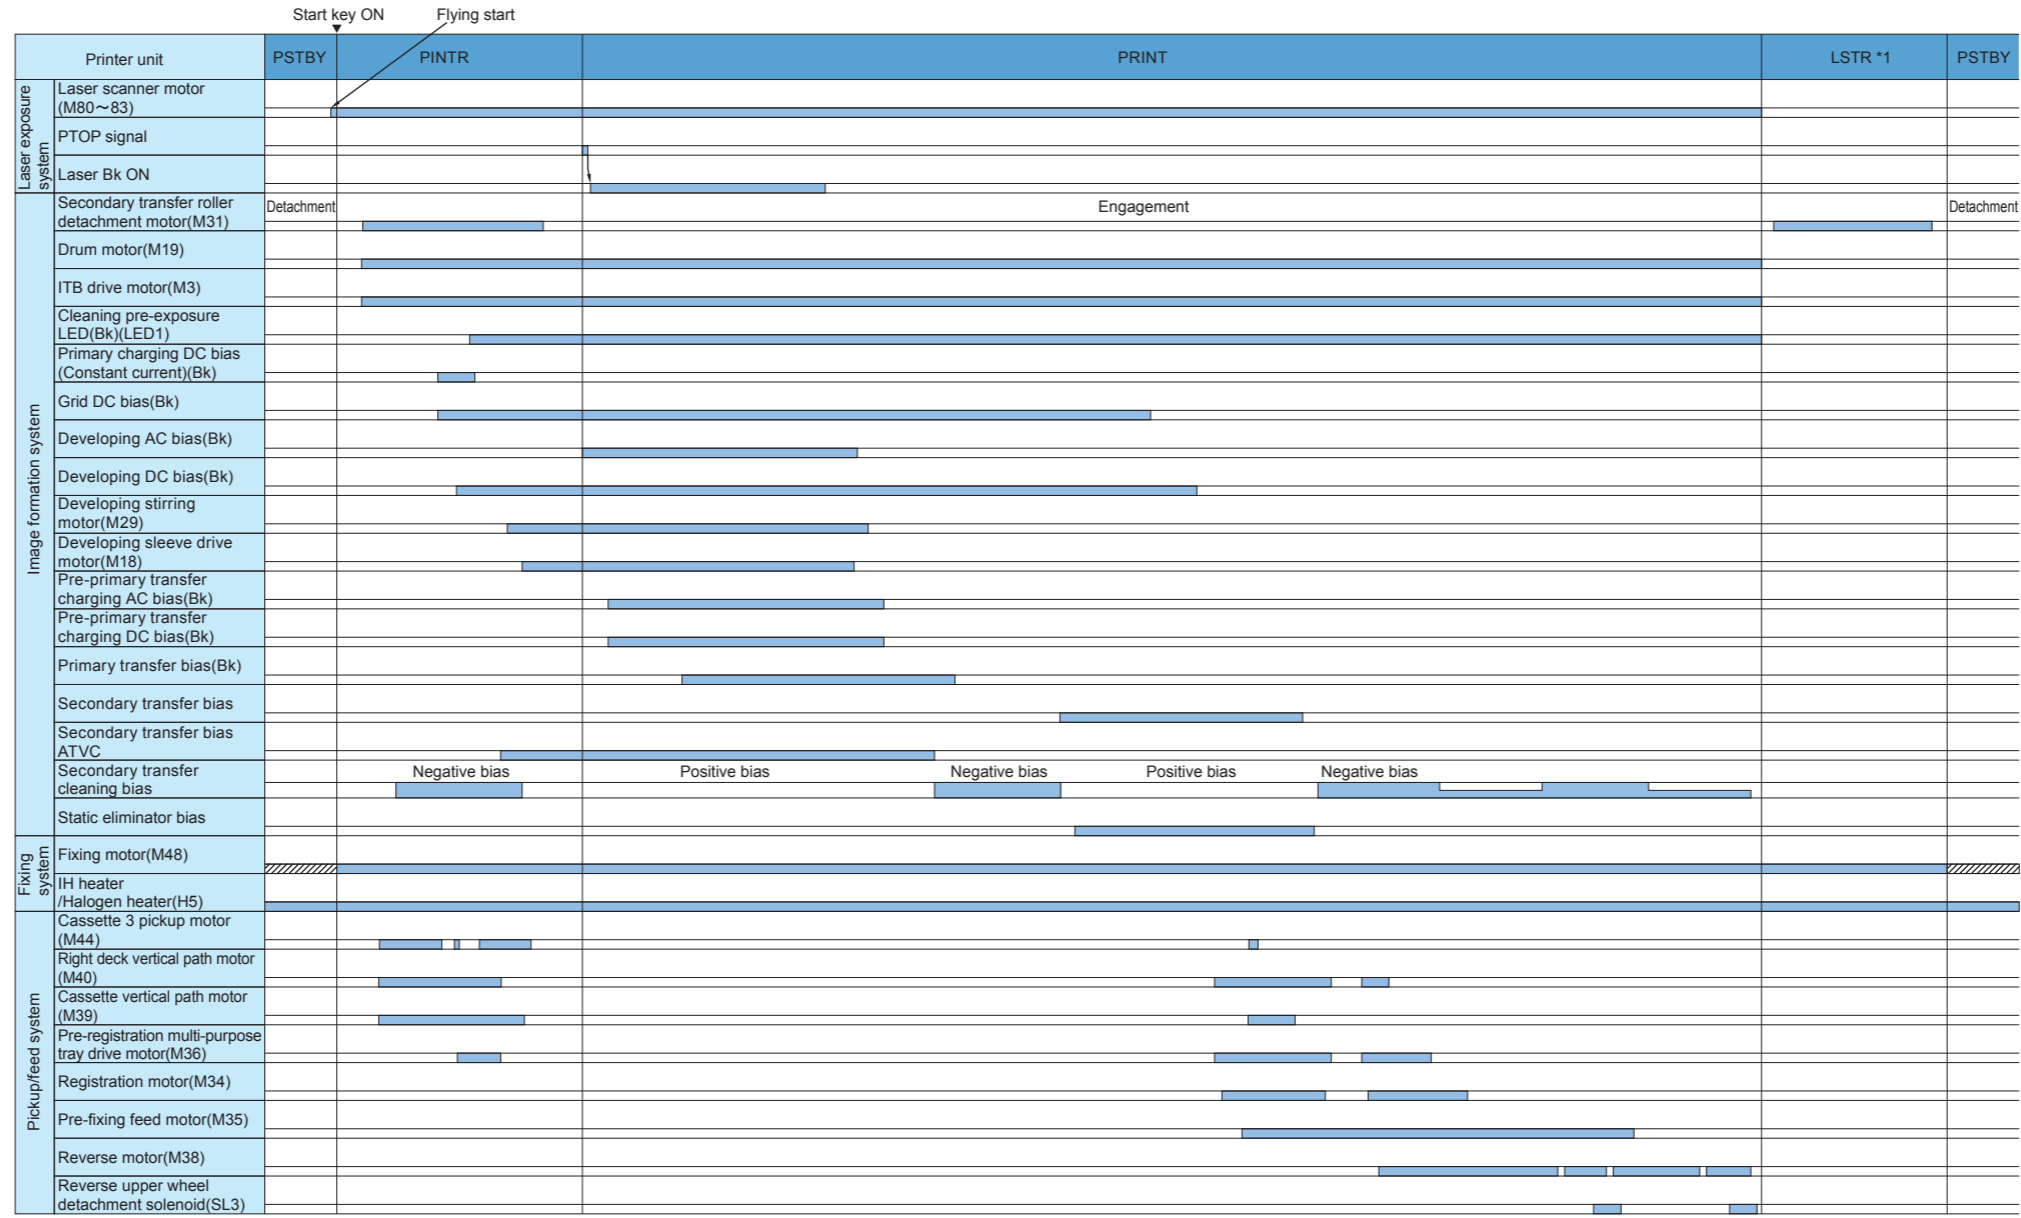 Start key ON
Flying start
Printer unit
PSTBY
PINTR
PRINT
LSTR *1
PSTBY
Laser exposure
system
Laser scanner motor
(M80～83)
PTOP signal
Laser Bk ON
Image formation system
Secondary transfer roller
detachment motor(M31)
Detachment
Engagement
Detachment
Drum motor(M19)
ITB drive motor(M3)
Cleaning pre-exposure
LED(Bk)(LED1)
Primary charging DC bias
(Constant current)(Bk)
Grid DC bias(Bk)
Developing AC bias(Bk)
Developing DC bias(Bk)
Developing stirring
motor(M29)
Developing sleeve drive
motor(M18)
Pre-primary transfer
charging AC bias(Bk)
Pre-primary transfer
charging DC bias(Bk)
Primary transfer bias(Bk)
Secondary transfer bias
Secondary transfer bias
ATVC
Secondary transfer
cleaning bias
Negative bias
Positive bias
Negative bias
Positive bias
Negative bias
Static eliminator bias
Fixing
system
Fixing motor(M48)
IH heater
/Halogen heater(H5)
Pickup/feed system
Cassette 3 pickup motor
(M44)
Right deck vertical path motor
(M40)
Cassette vertical path motor
(M39)
Pre-registration multi-purpose
tray drive motor(M36)
Registration motor(M34)
Pre-fixing feed motor(M35)
Reverse motor(M38)
Reverse upper wheel
detachment solenoid(SL3)